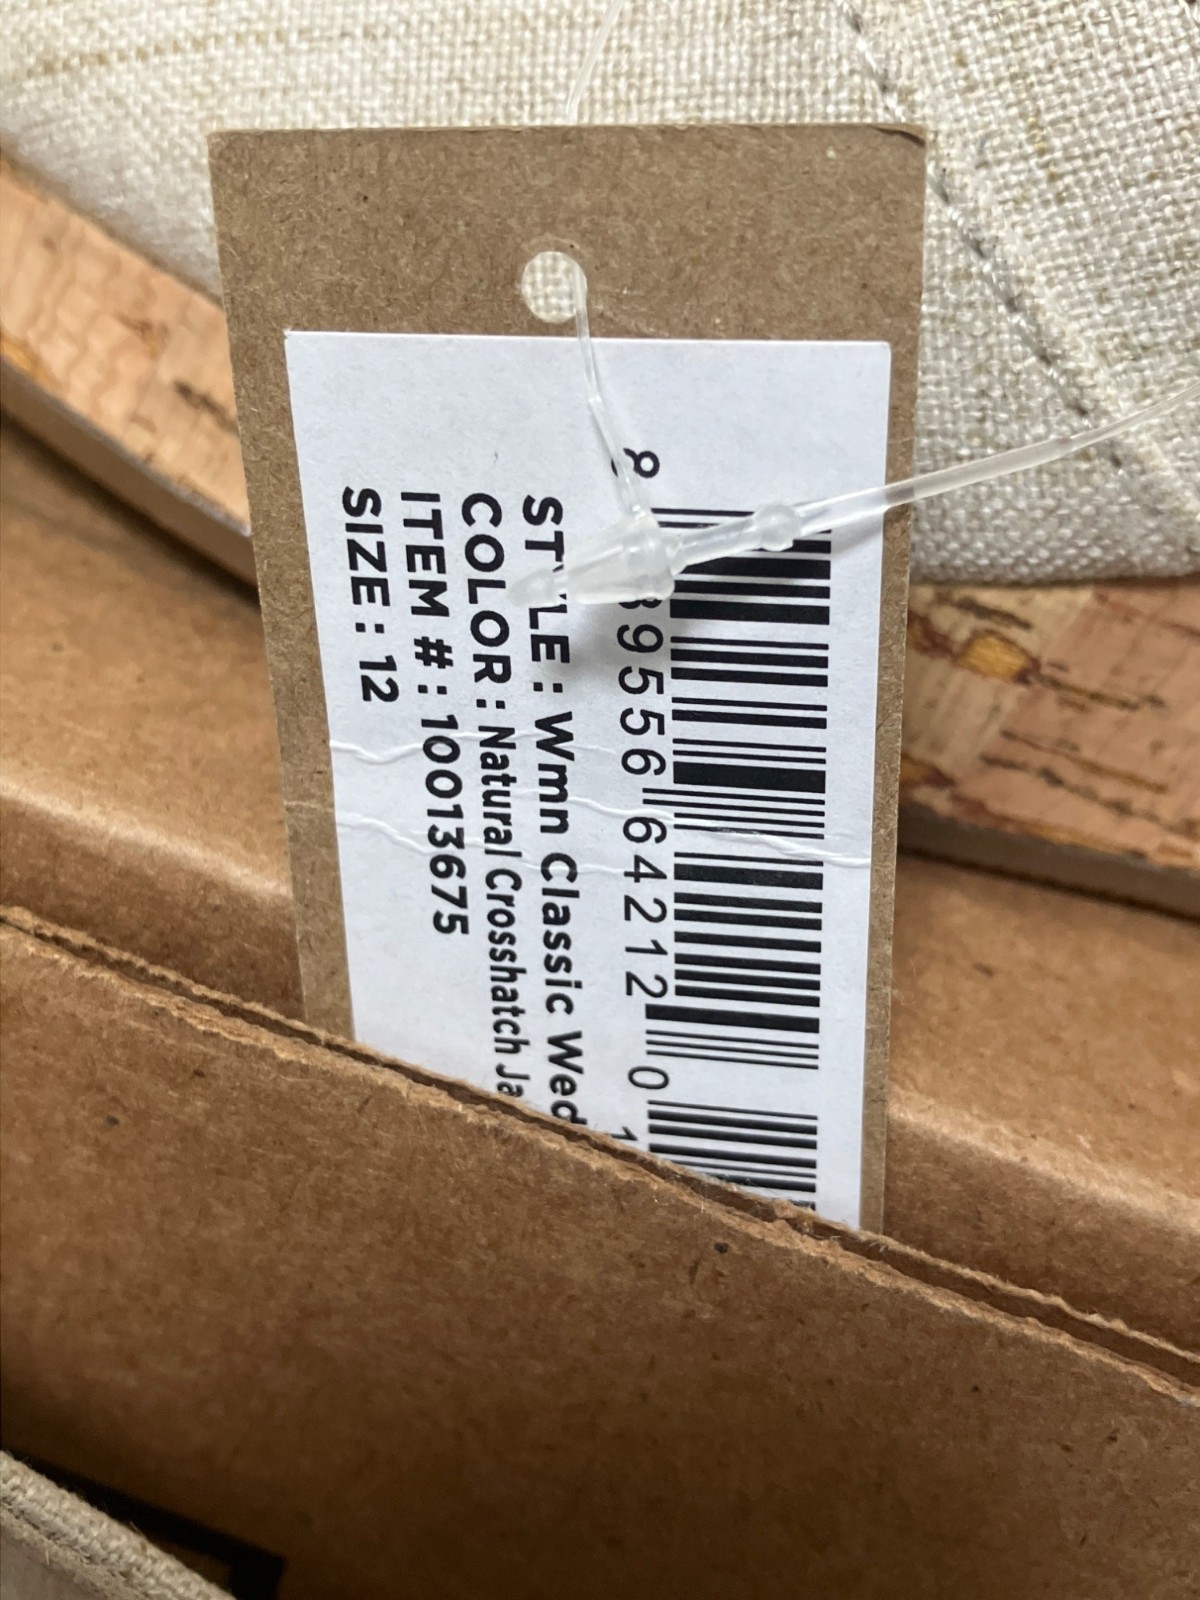 8 89556 64212 0
STYLE : Wmn Classic Wed
COLOR : Natural Crosshatch Ja
ITEM # : 10013675
SIZE : 12